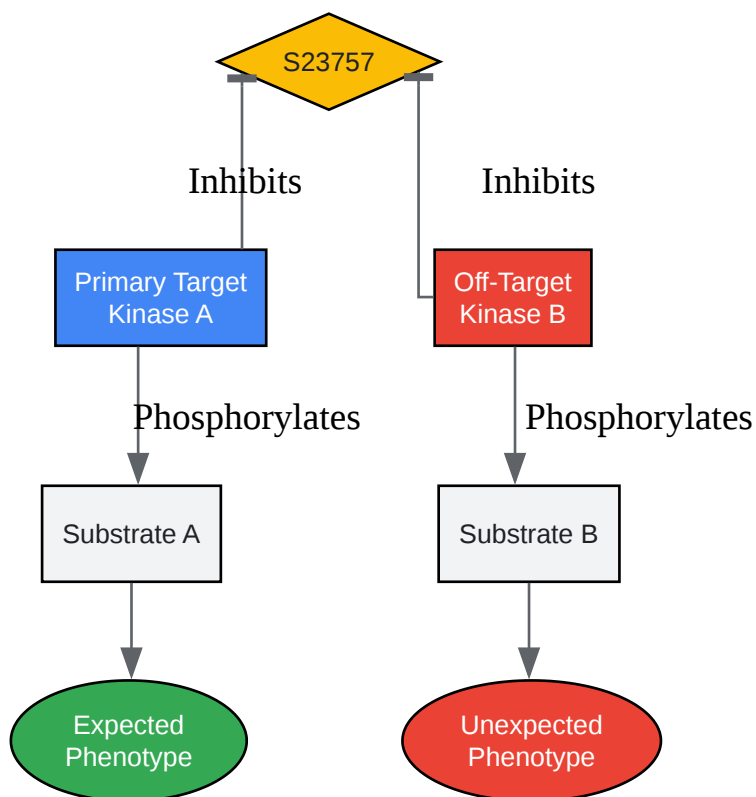 S23757
Inhibits
Inhibits
Primary Target
Kinase A
Off-Target
Kinase B
Phosphorylates
Phosphorylates
Substrate A
Substrate B
Expected
Phenotype
Unexpected
Phenotype